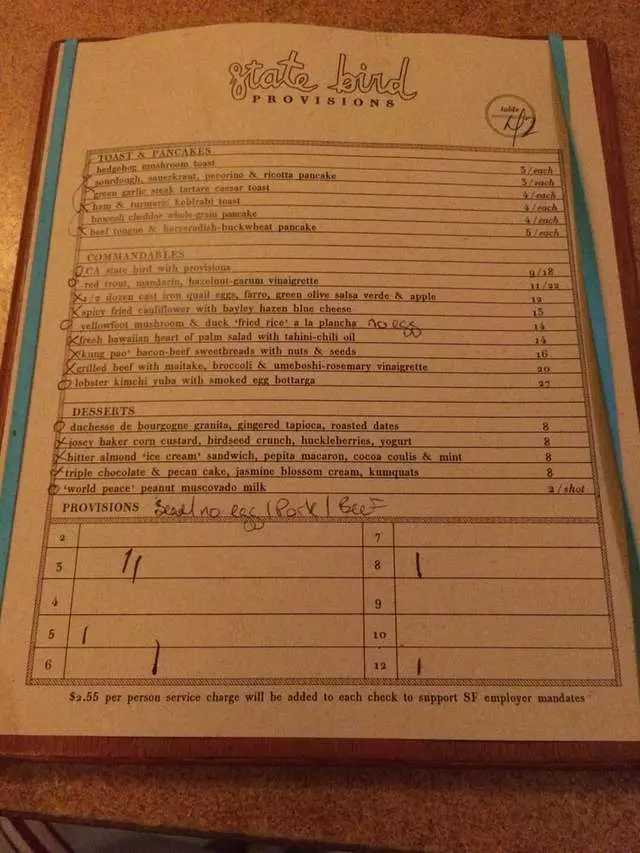 state bird
PROVISIONS
table
TOAST & PANCAKES
hedgehog mushroom toast 3/each
sourdough, sauerkraut, pecorino & ricotta pancake 3/each
green garlic steak tartare caesar toast 4/each
ham & turmeric kohlrabi toast 4/each
broccoli cheddar whole-grain pancake 4/each
beef tongue & horseradish-buckwheat pancake 5/each
COMMANDABLES
CA state bird with provisions 9/18
red trout, mandarin, hazelnut-garum vinaigrette 11/22
1/2 dozen cast iron quail eggs, farro, green olive salsa verde & apple 12
spicy fried cauliflower with bayley hazen blue cheese 15
yellowfoot mushroom & duck 'fried rice' a la plancha no egg 14
fresh hawaiian heart of palm salad with tahini-chili oil 14
'kung pao' bacon-beef sweetbreads with nuts & seeds 16
grilled beef with maitake, broccoli & umeboshi-rosemary vinaigrette 20
lobster kimchi yuba with smoked egg bottarga 27
DESSERTS
duchesse de bourgogne granita, gingered tapioca, roasted dates 8
josey baker corn custard, birdseed crunch, huckleberries, yogurt 8
bitter almond 'ice cream' sandwich, pepita macaron, cocoa coulis & mint 8
triple chocolate & pecan cake, jasmine blossom cream, kumquats 8
'world peace' peanut muscovado milk 2/shot
PROVISIONS no egg / Pork / Beef
2 7
3 8
4 9
5 10
6 12
$2.55 per person service charge will be added to each check to support SF employer mandates